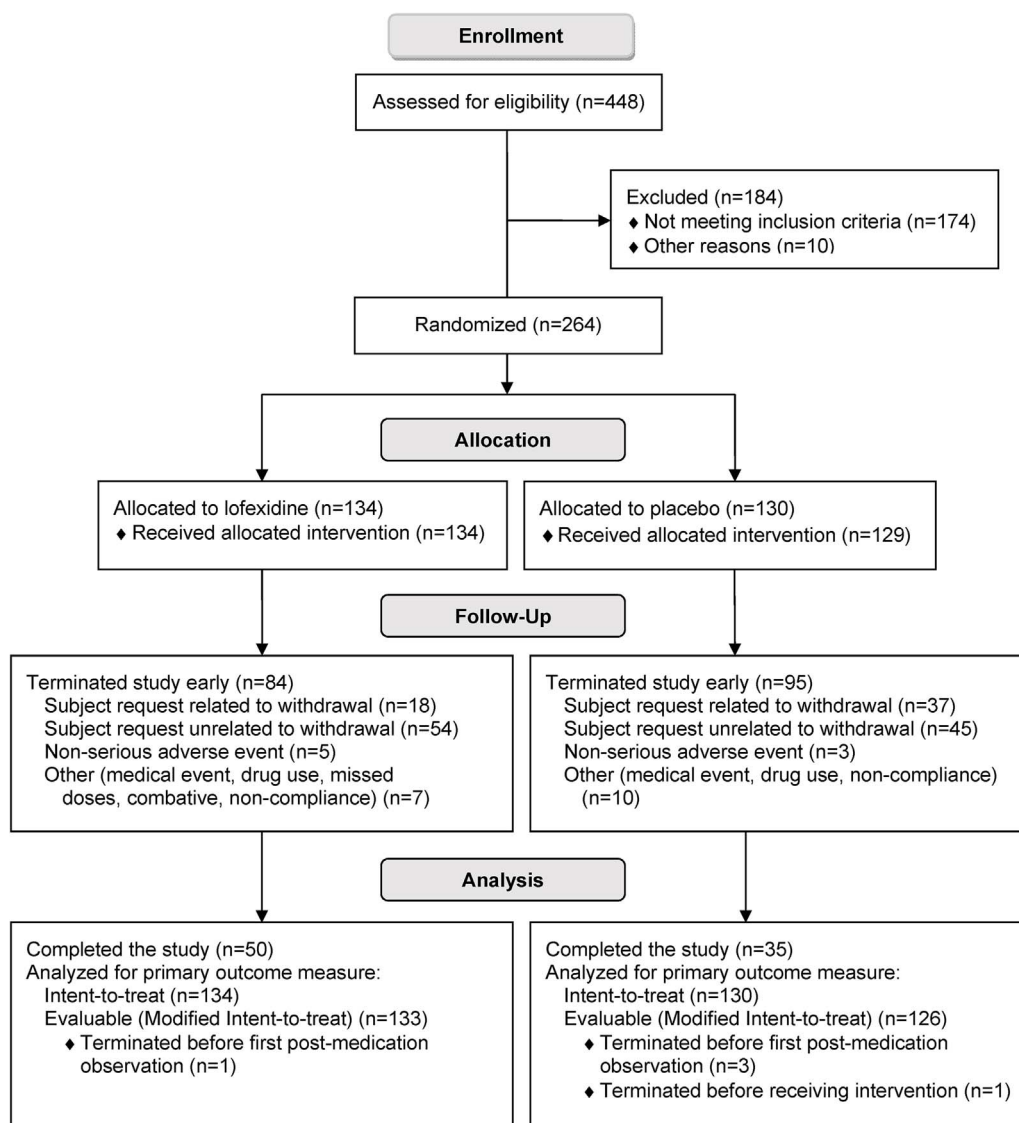 Enrollment
Assessed for eligibility (n=448)
Excluded (n=184)
♦ Not meeting inclusion criteria (n=174)
♦ Other reasons (n=10)
Randomized (n=264)
Allocation
Allocated to lofexidine (n=134)
♦ Received allocated intervention (n=134)
Allocated to placebo (n=130)
♦ Received allocated intervention (n=129)
Follow-Up
Terminated study early (n=84)
Subject request related to withdrawal (n=18)
Subject request unrelated to withdrawal (n=54)
Non-serious adverse event (n=5)
Other (medical event, drug use, missed
doses, combative, non-compliance) (n=7)
Terminated study early (n=95)
Subject request related to withdrawal (n=37)
Subject request unrelated to withdrawal (n=45)
Non-serious adverse event (n=3)
Other (medical event, drug use, non-compliance)
(n=10)
Analysis
Completed the study (n=50)
Analyzed for primary outcome measure:
Intent-to-treat (n=134)
Evaluable (Modified Intent-to-treat) (n=133)
♦ Terminated before first post-medication
observation (n=1)
Completed the study (n=35)
Analyzed for primary outcome measure:
Intent-to-treat (n=130)
Evaluable (Modified Intent-to-treat) (n=126)
♦ Terminated before first post-medication
observation (n=3)
♦ Terminated before receiving intervention (n=1)